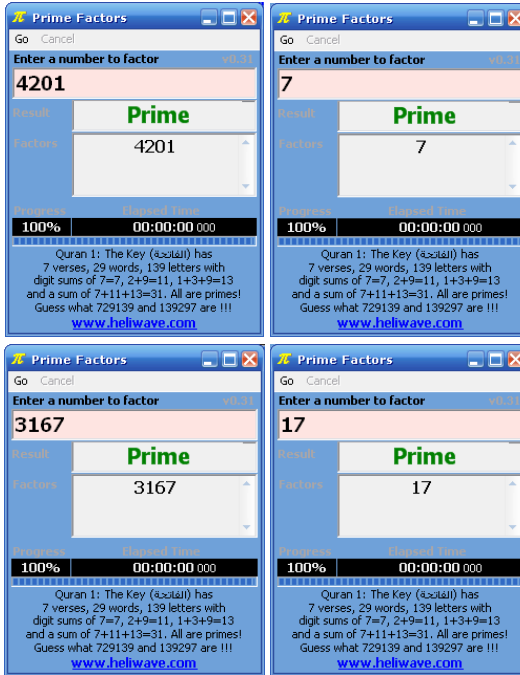 Prime Factors
Go Cancel
Enter a number to factor v0.31
4201
Result Prime
Factors 4201
Progress Elapsed Time
100% 00:00:00 000
Quran 1: The Key (الفاتحة) has
7 verses, 29 words, 139 letters with
digit sums of 7=7, 2+9=11, 1+3+9=13
and a sum of 7+11+13=31. All are primes!
Guess what 729139 and 139297 are !!!
www.heliwave.com
Prime Factors
Go Cancel
Enter a number to factor v0.31
7
Result Prime
Factors 7
Progress Elapsed Time
100% 00:00:00 000
Quran 1: The Key (الفاتحة) has
7 verses, 29 words, 139 letters with
digit sums of 7=7, 2+9=11, 1+3+9=13
and a sum of 7+11+13=31. All are primes!
Guess what 729139 and 139297 are !!!
www.heliwave.com
Prime Factors
Go Cancel
Enter a number to factor v0.31
3167
Result Prime
Factors 3167
Progress Elapsed Time
100% 00:00:00 000
Quran 1: The Key (الفاتحة) has
7 verses, 29 words, 139 letters with
digit sums of 7=7, 2+9=11, 1+3+9=13
and a sum of 7+11+13=31. All are primes!
Guess what 729139 and 139297 are !!!
www.heliwave.com
Prime Factors
Go Cancel
Enter a number to factor v0.31
17
Result Prime
Factors 17
Progress Elapsed Time
100% 00:00:00 000
Quran 1: The Key (الفاتحة) has
7 verses, 29 words, 139 letters with
digit sums of 7=7, 2+9=11, 1+3+9=13
and a sum of 7+11+13=31. All are primes!
Guess what 729139 and 139297 are !!!
www.heliwave.com